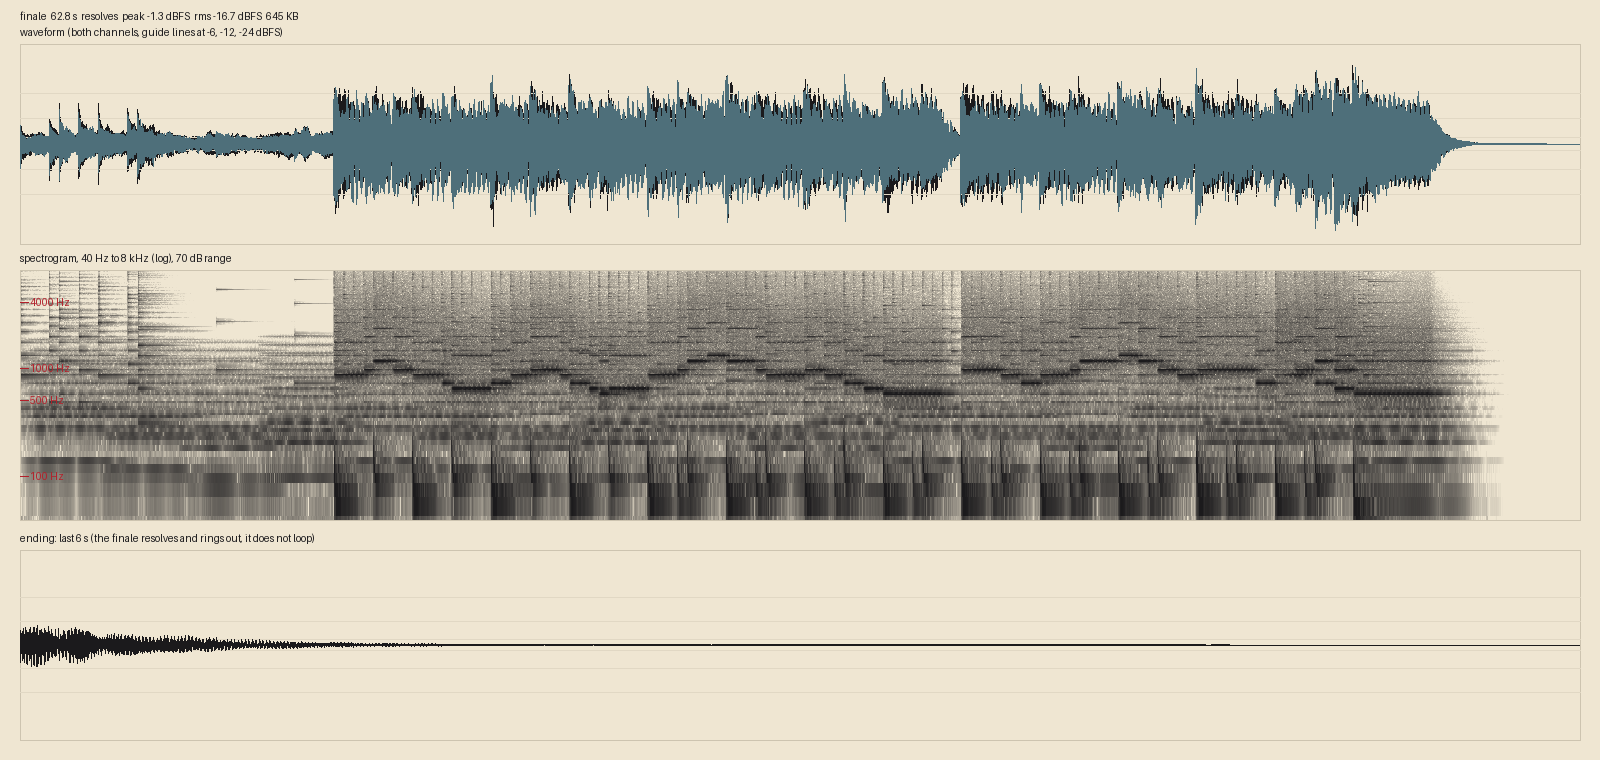 finale 62.8 s resolves peak -1.3 dBFS rms -16.7 dBFS 645 KB
waveform (both channels, guide lines at -6, -12, -24 dBFS)
spectrogram, 40 Hz to 8 kHz (log), 70 dB range
4000 Hz
1000 Hz
500 Hz
100 Hz
ending: last 6 s (the finale resolves and rings out, it does not loop)